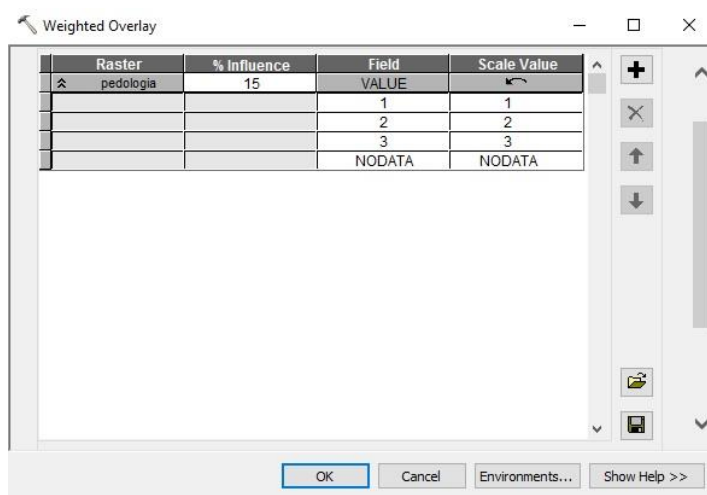 Weighted Overlay
Raster % Influence Field Scale Value
pedologia 15 VALUE
1 1
2 2
3 3
NODATA NODATA
OK Cancel Environments... Show Help >>